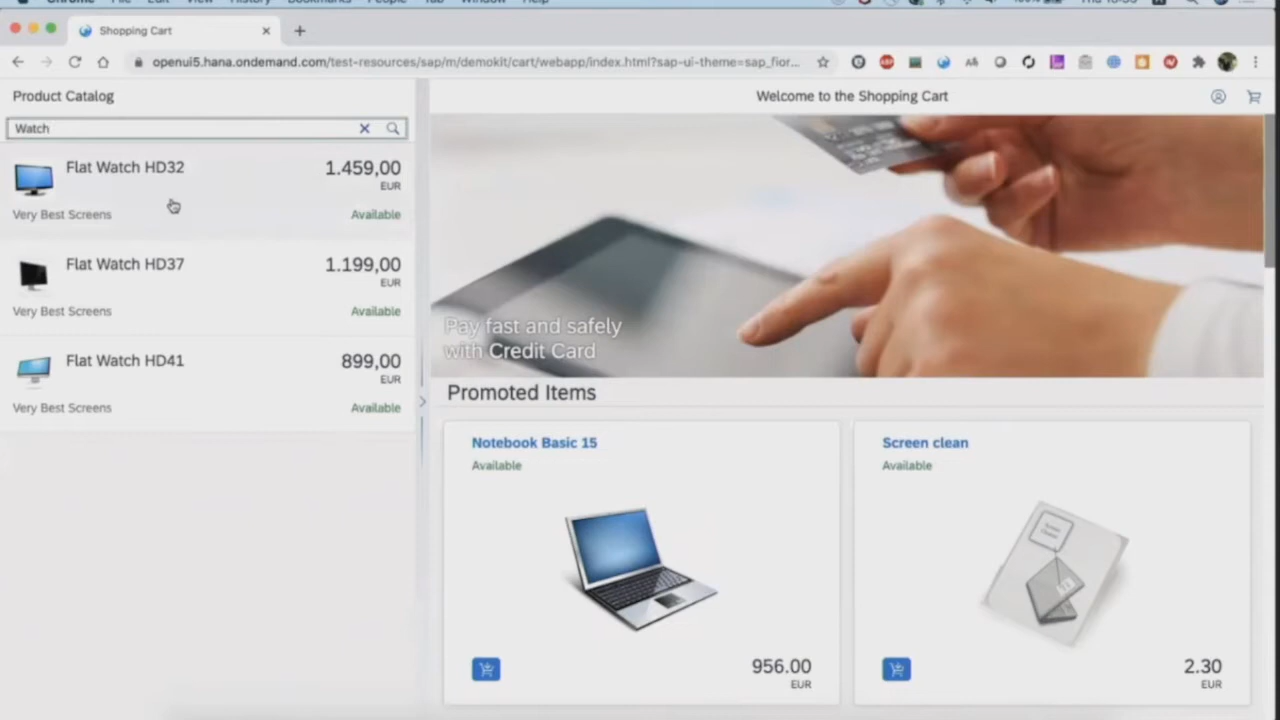 Shopping Cart
openui5.hana.ondemand.com/test-resources/sap/m/demokit/cart/webapp/index.html?sap-ui-theme=sap_fior...
Product Catalog
Welcome to the Shopping Cart
Watch
Flat Watch HD32
1.459,00
EUR
Very Best Screens
Available
Flat Watch HD37
1.199,00
EUR
Very Best Screens
Available
Flat Watch HD41
899,00
EUR
Very Best Screens
Available
Pay fast and safely
with Credit Card
Promoted Items
Notebook Basic 15
Available
956.00
EUR
Screen clean
Available
2.30
EUR